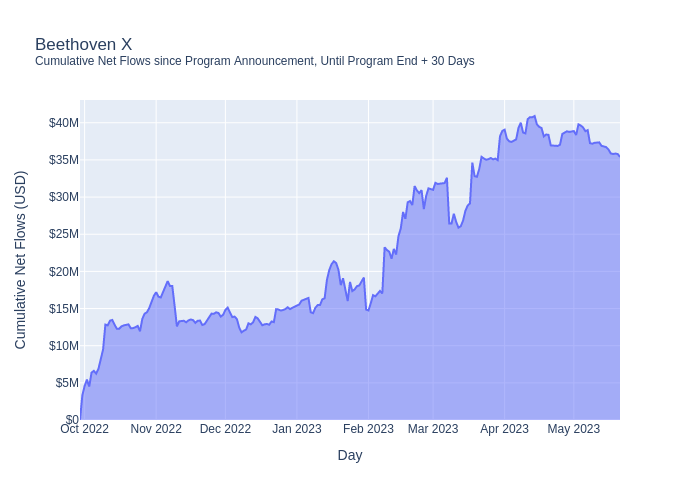 Beethoven X
Cumulative Net Flows since Program Announcement, Until Program End + 30 Days
Cumulative Net Flows (USD)
$40M
$35M
$30M
$25M
$20M
$15M
$10M
$5M
$0
Oct 2022 Nov 2022 Dec 2022 Jan 2023 Feb 2023 Mar 2023 Apr 2023 May 2023
Day